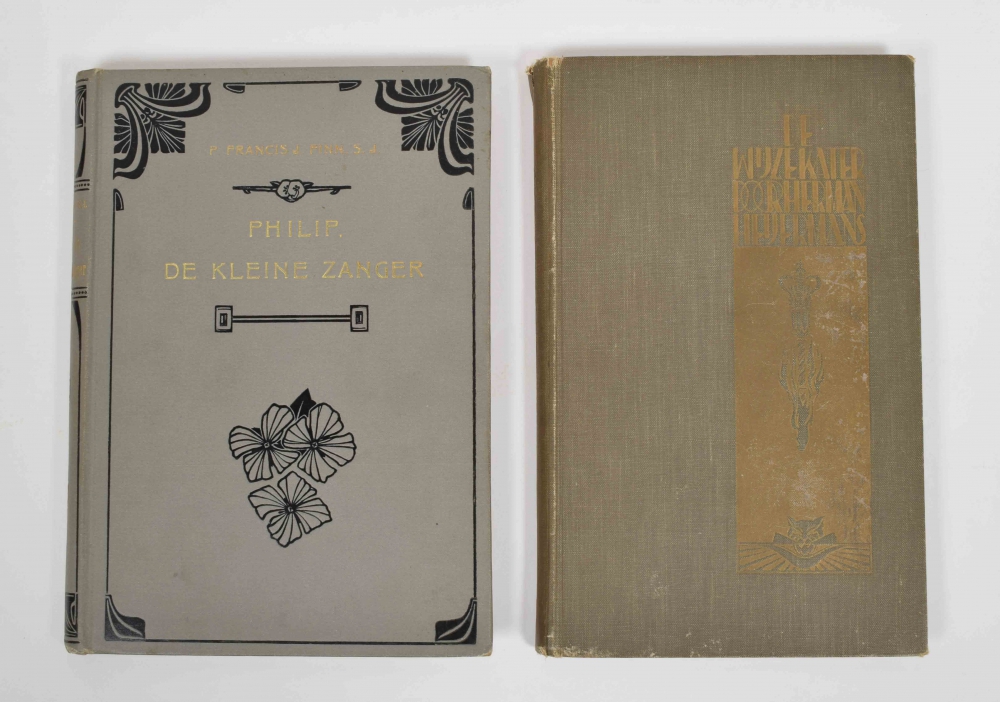 P. FRANCIS J. FINN. S. J.
PHILIP.
DE KLEINE ZANGER
DE
WIJZE KATER
DOOR HERMAN
HEIJERMANS